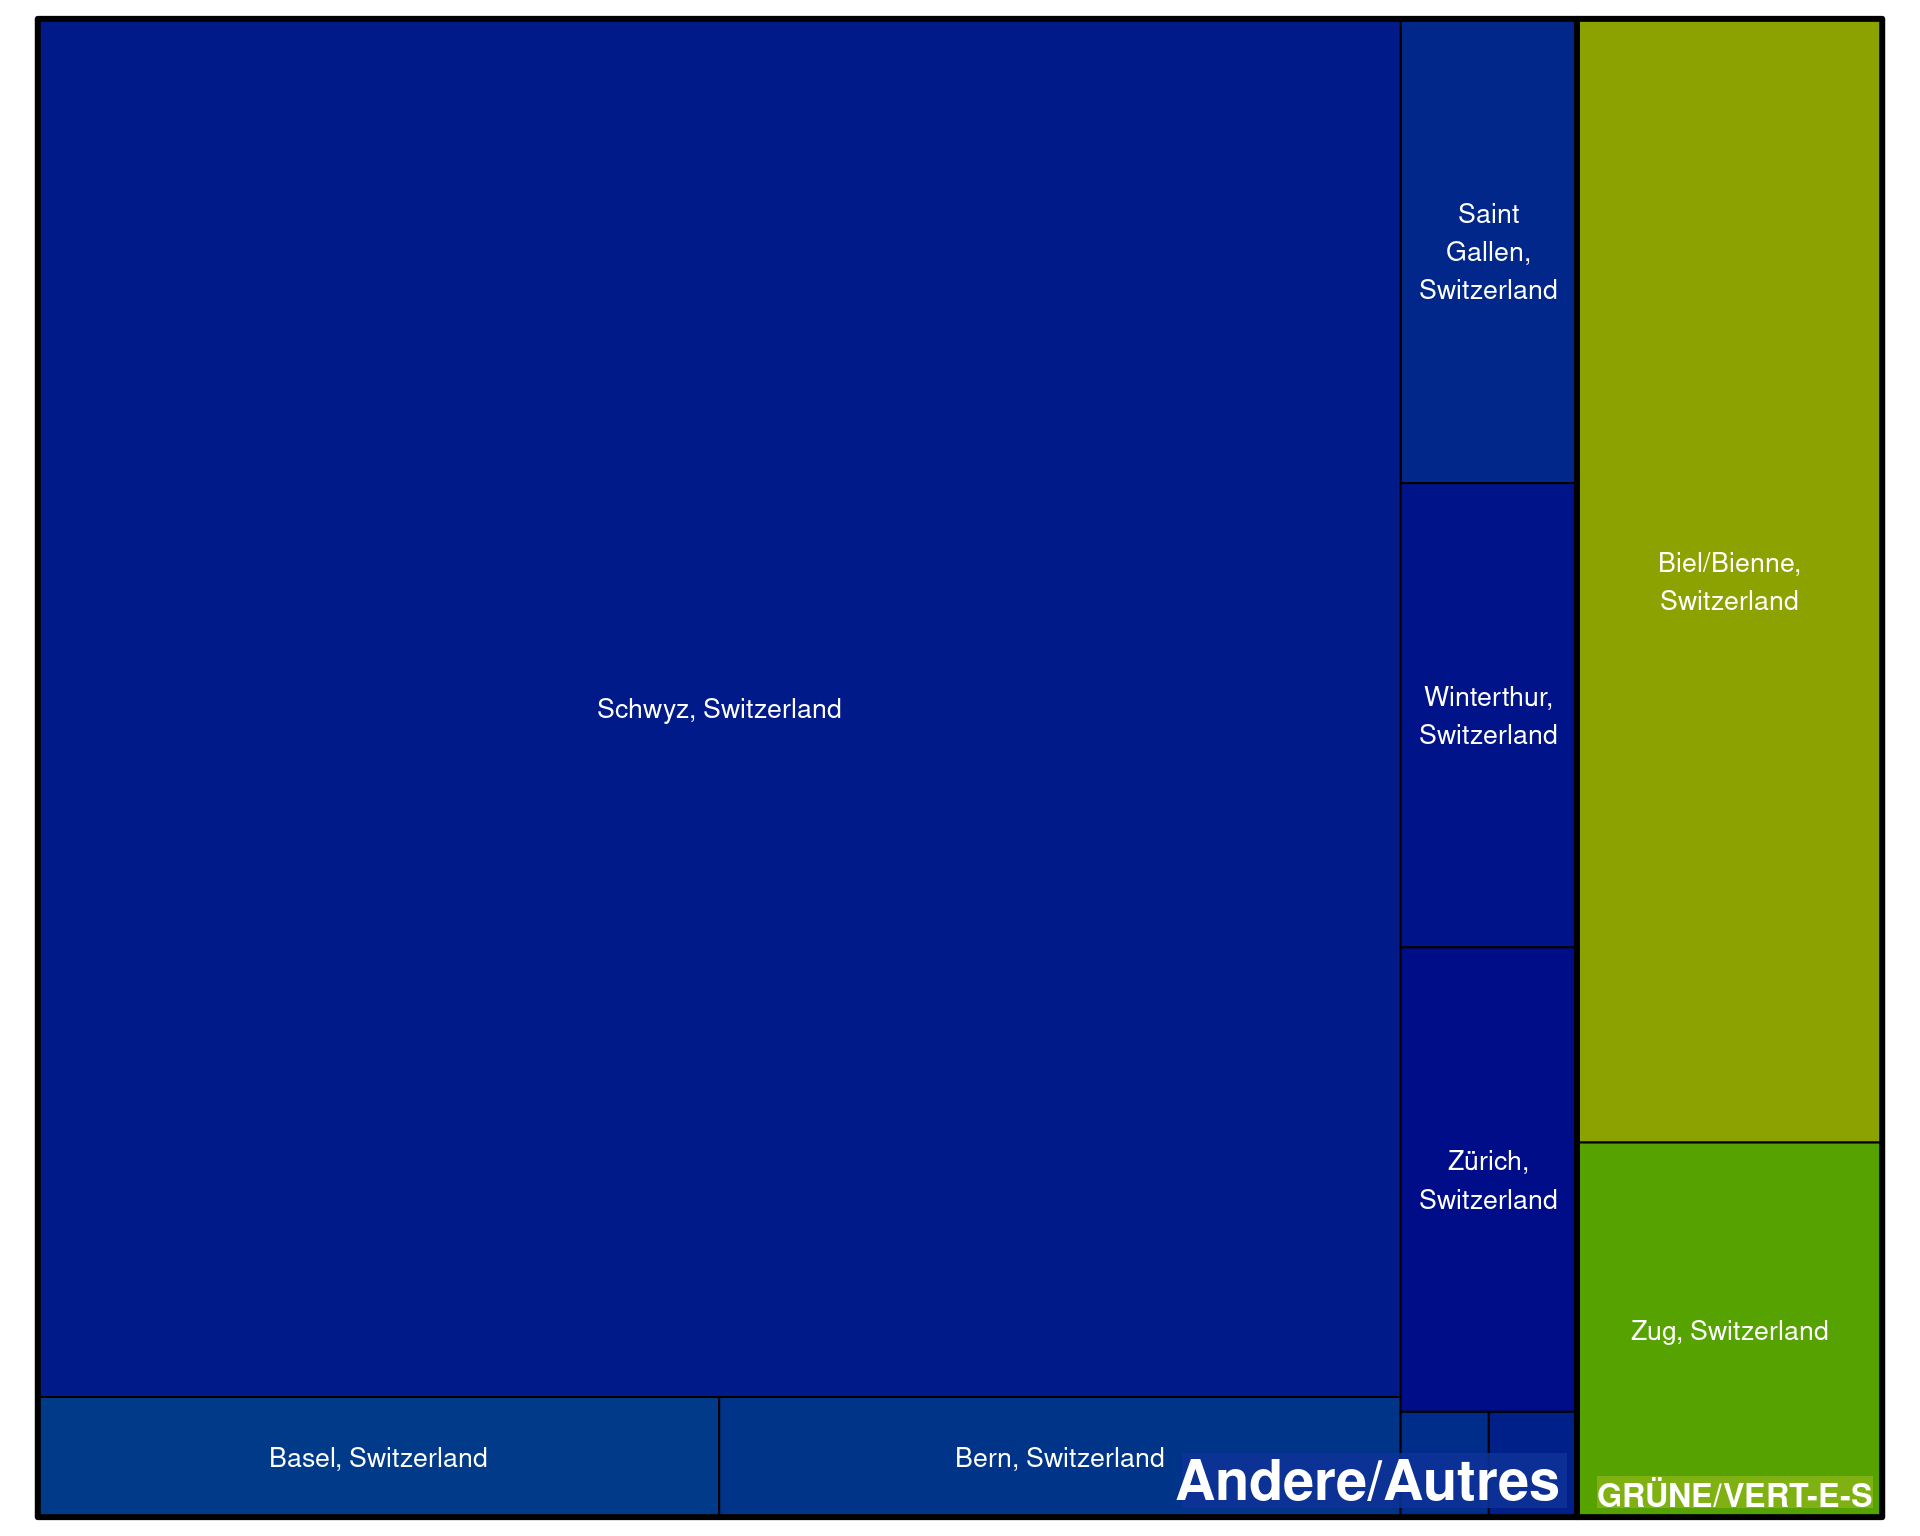 Saint
Gallen,
Switzerland
Biel/Bienne,
Switzerland
Schwyz, Switzerland
Winterthur,
Switzerland
Zürich,
Switzerland
Zug, Switzerland
Basel, Switzerland
Bern, Switzerland
Andere/Autres
GRÜNE/VERT-E-S